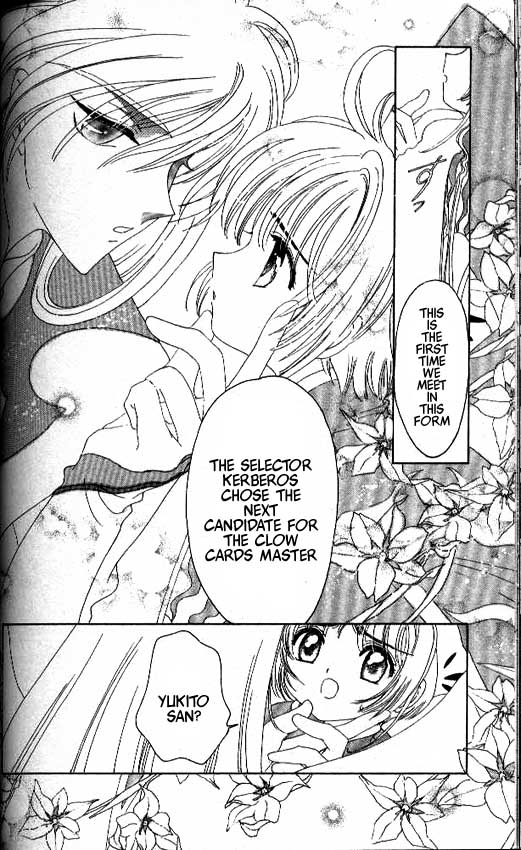 THIS
IS
THE
FIRST
TIME
WE
MEET
IN
THIS
FORM
THE SELECTOR
KERBEROS
CHOSE THE
NEXT
CANDIDATE FOR
THE CLOW
CARDS MASTER
YUKITO
SAN?